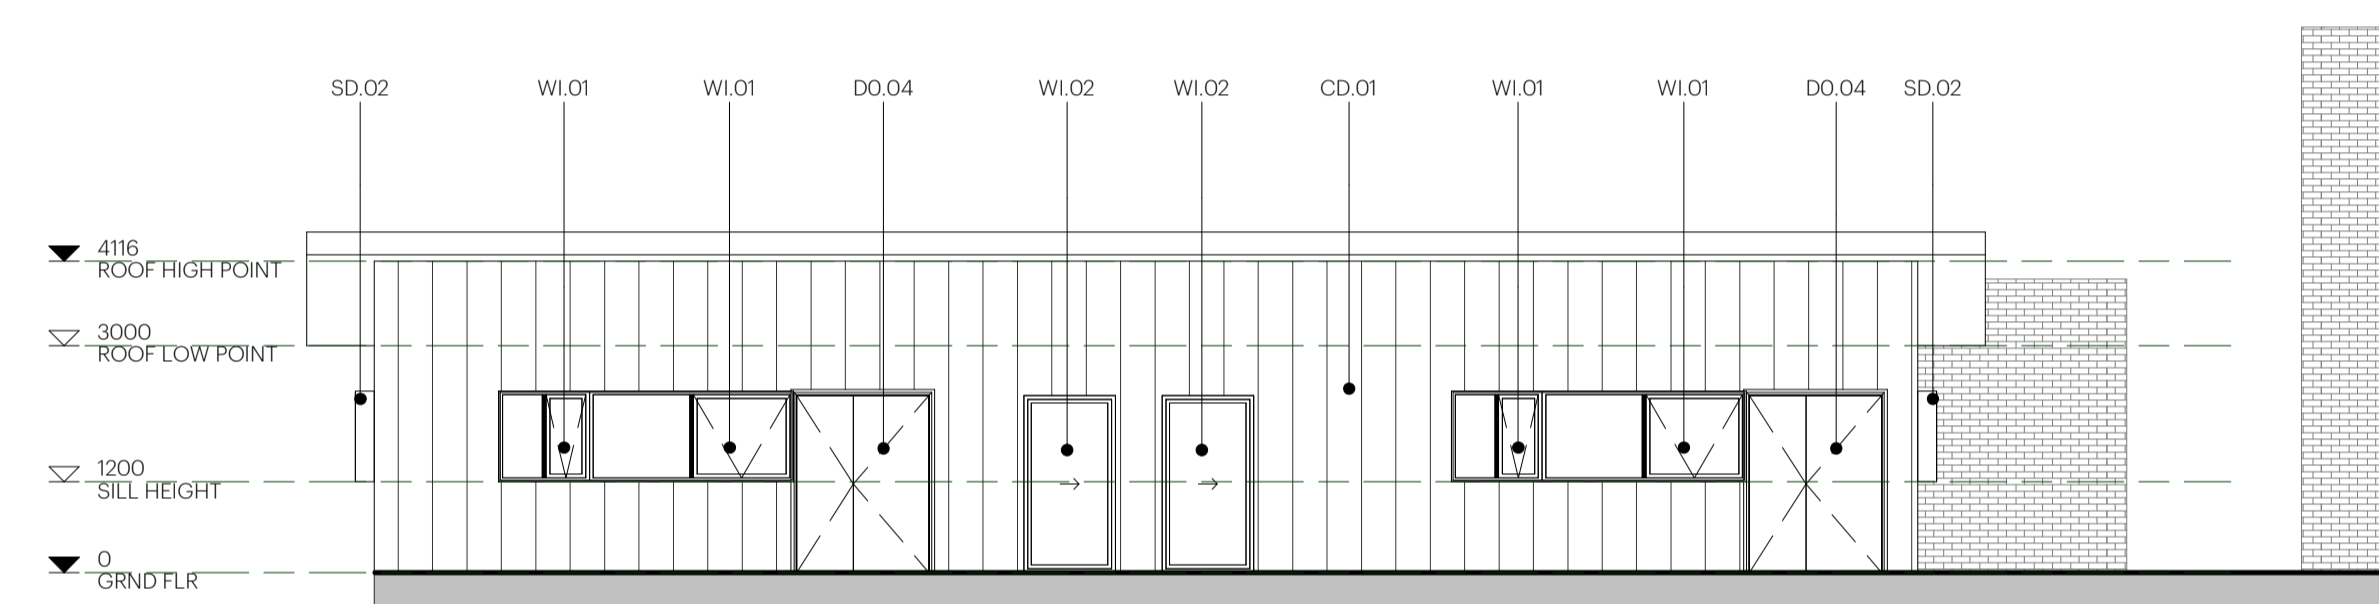 SD.02 WI.01 WI.01 D0.04 WI.02 WI.02 CD.01 WI.01 WI.01 D0.04 SD.02
4116
ROOF HIGH POINT
3000
ROOF LOW POINT
1200
SILL HEIGHT
0
GRND FLR